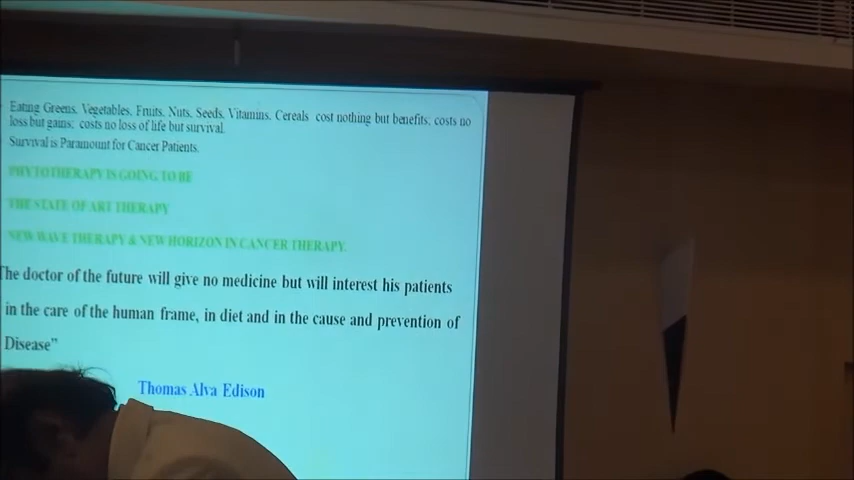 Eating Greens, Vegetables, Fruits, Nuts, Seeds, Vitamins, Cereals cost nothing but benefits; costs no
loss but gains; costs no loss of life but survival.
Survival is Paramount for Cancer Patients.
PHYTOTHERAPY IS GOING TO BE
THE STATE OF ART THERAPY
NEW WAVE THERAPY & NEW HORIZON IN CANCER THERAPY.
The doctor of the future will give no medicine but will interest his patients
in the care of the human frame, in diet and in the cause and prevention of
Disease”
Thomas Alva Edison